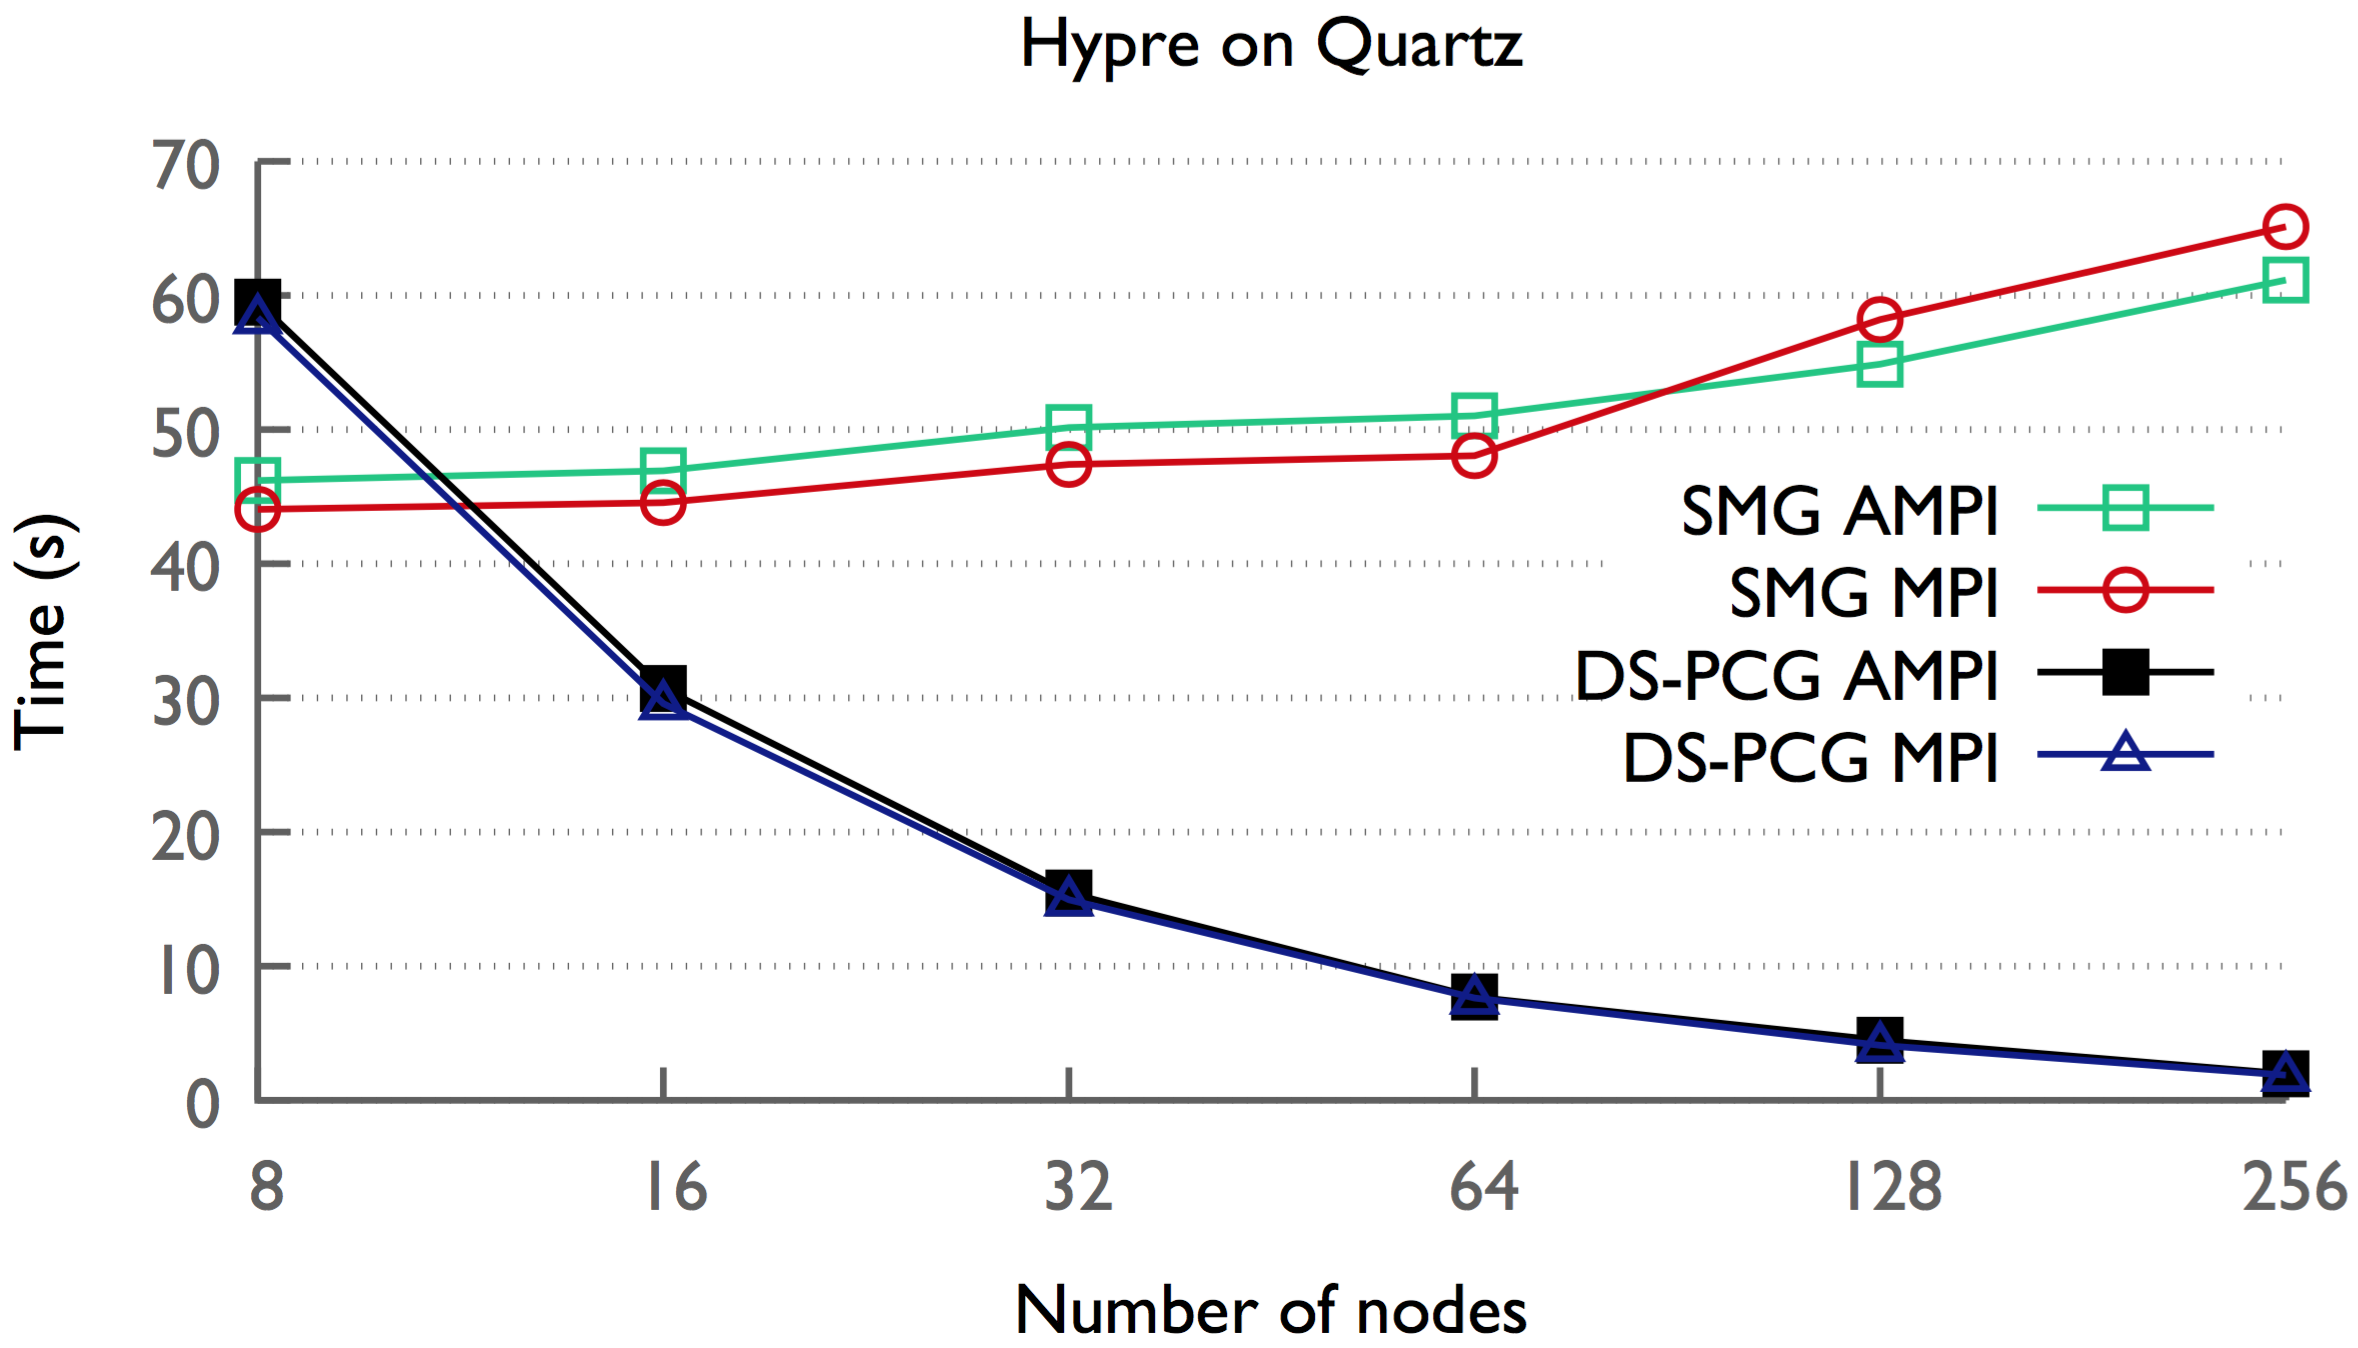 Hypre on Quartz
70
60
50
40
30
20
10
0
Time (s)
SMG AMPI
SMG MPI
DS-PCG AMPI
DS-PCG MPI
8 16 32 64 128 256
Number of nodes